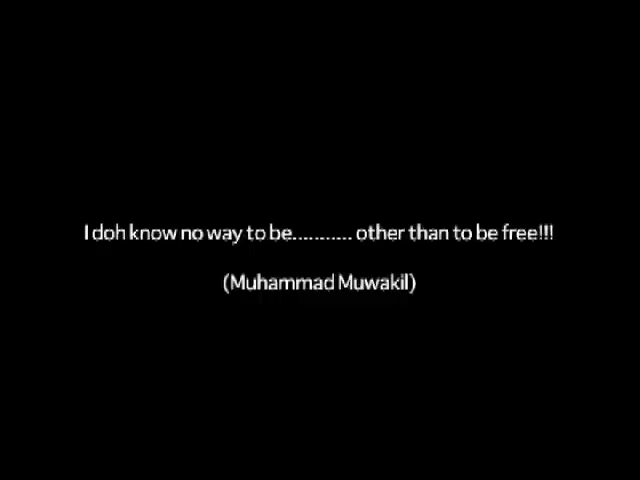 I doh know no way to be........... other than to be free!!!
(Muhammad Muwakil)